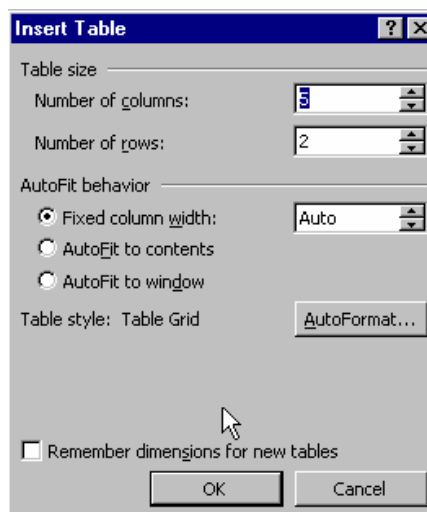 Insert Table ? ×
Table size
Number of columns: 5
Number of rows: 2
AutoFit behavior
Fixed column width: Auto
AutoFit to contents
AutoFit to window
Table style: Table Grid AutoFormat...
Remember dimensions for new tables
OK Cancel